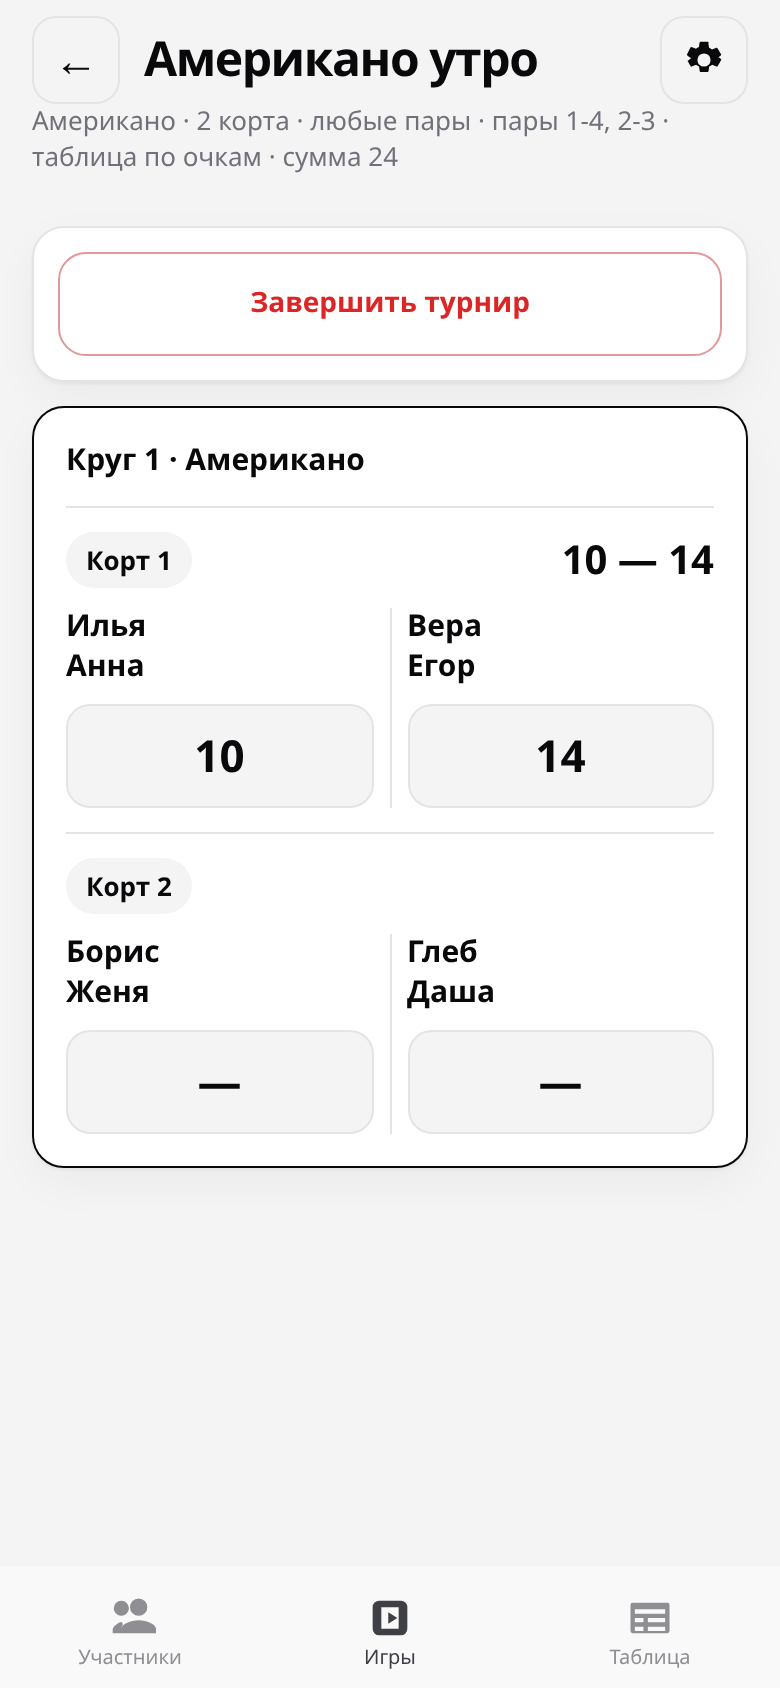 ← Американо утро
Американо · 2 корта · любые пары · пары 1-4, 2-3 ·
таблица по очкам · сумма 24
Завершить турнир
Круг 1 · Американо
Корт 1
10 — 14
Илья
Анна
Вера
Егор
10
14
Корт 2
Борис
Женя
Глеб
Даша
—
—
Участники
Игры
Таблица